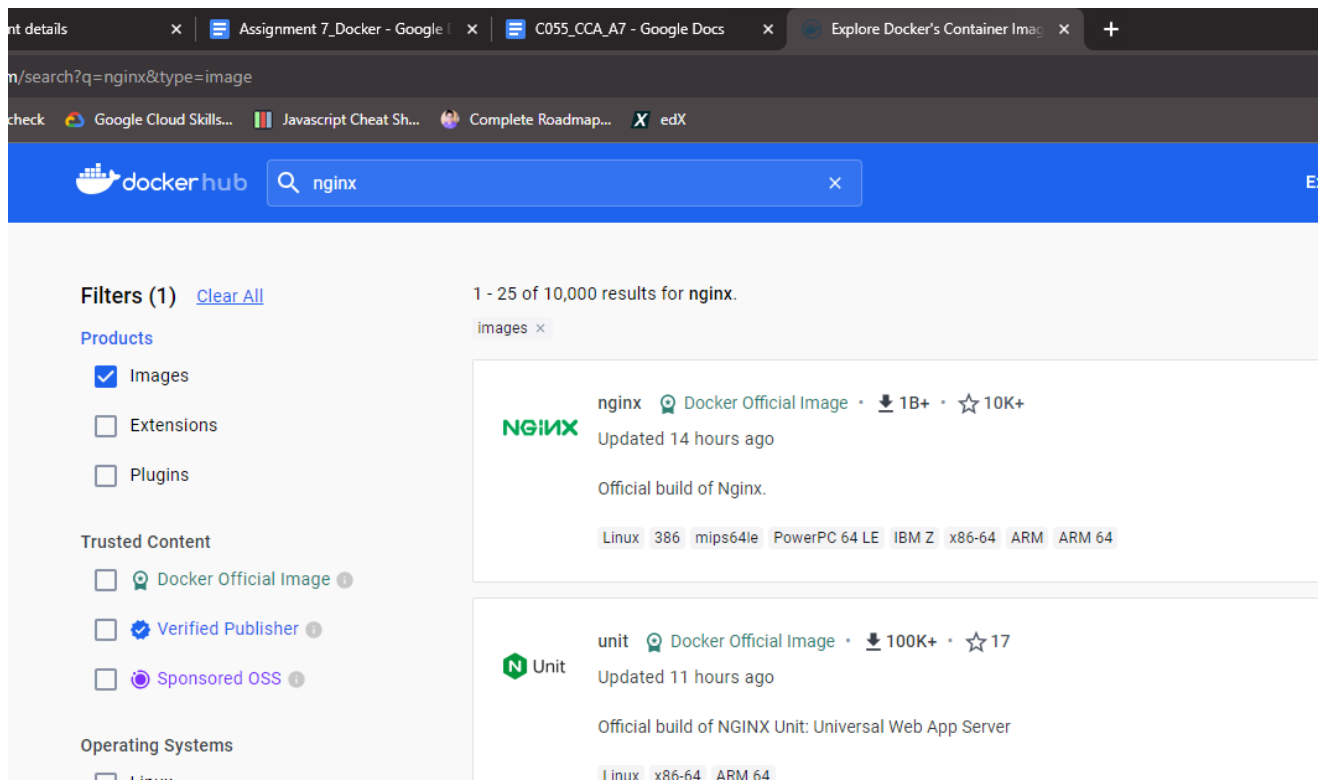 nt details
Assignment 7_Docker - Google
C055_CCA_A7 - Google Docs
Explore Docker's Container Imag
m/search?q=nginx&type=image
check
Google Cloud Skills...
Javascript Cheat Sh...
Complete Roadmap...
edX
docker hub
nginx
Filters (1) Clear All
1 - 25 of 10,000 results for nginx.
images
Products
Images
Extensions
Plugins
Trusted Content
Docker Official Image
Verified Publisher
Sponsored OSS
Operating Systems
Linux
NGINX
nginx Docker Official Image • 1B+ • 10K+
Updated 14 hours ago
Official build of Nginx.
Linux 386 mips64le PowerPC 64 LE IBM Z x86-64 ARM ARM 64
N Unit
unit Docker Official Image • 100K+ • 17
Updated 11 hours ago
Official build of NGINX Unit: Universal Web App Server
Linux x86-64 ARM 64